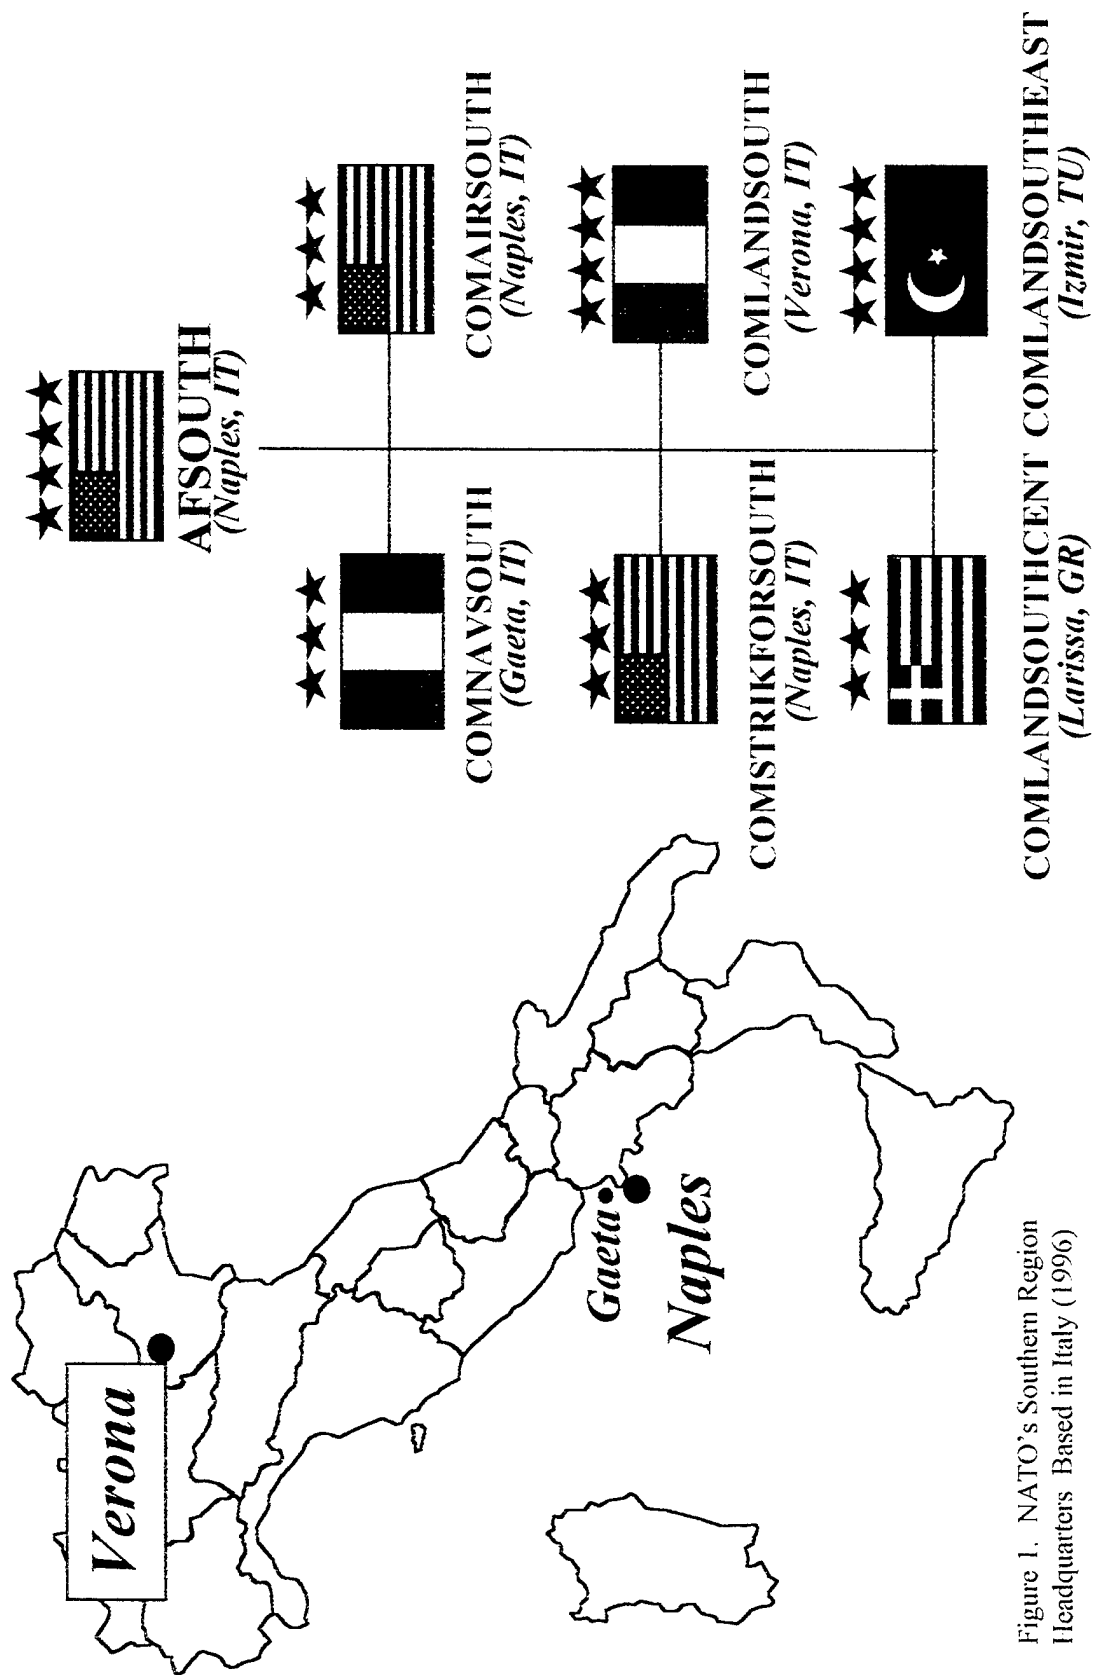 AFSOUTH
(Naples, IT)
COMNAVSOUTH
(Gaeta, IT)
COMAIRSOUTH
(Naples, IT)
COMSTRIKFORSOUTH
(Naples, IT)
COMLANDSOUTH
(Verona, IT)
COMLANDSOUTHCENT COMLANDSOUTHEAST
(Larissa, GR) (Izmir, TU)
Verona
Gaeta
Naples
Figure 1. NATO's Southern Region
Headquarters Based in Italy (1996)